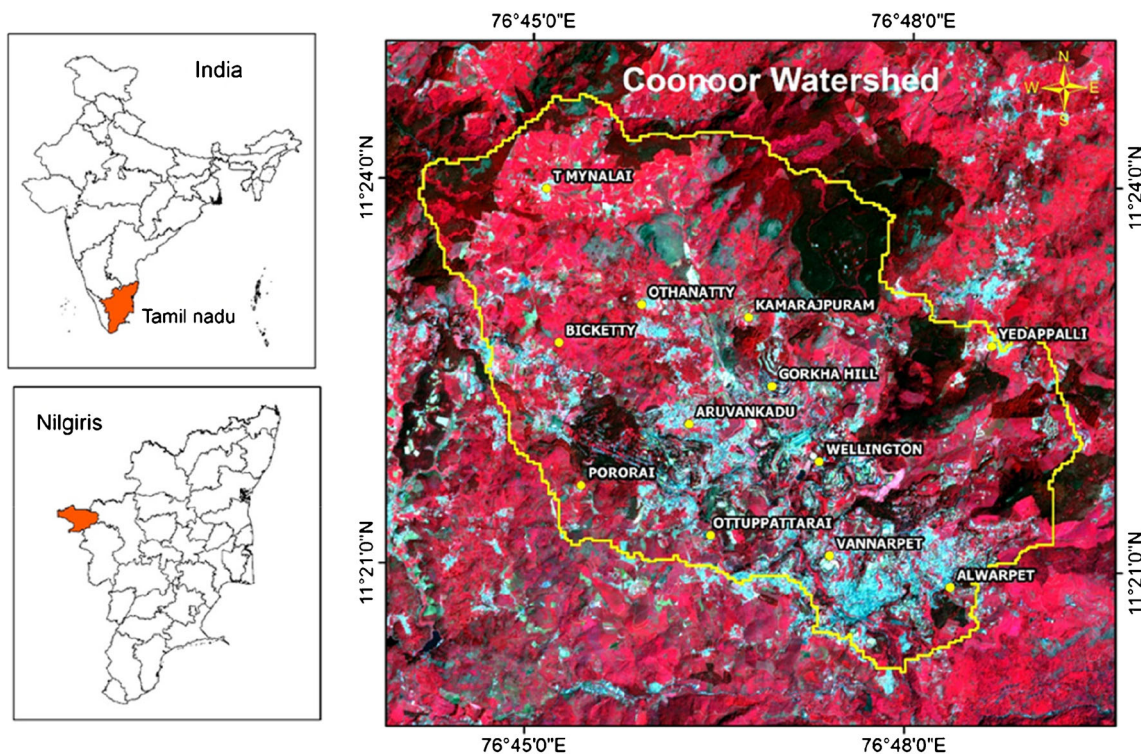 India
Tamil nadu
Nilgiris
76°45'0"E
76°48'0"E
Coonoor Watershed
N
W
E
S
11°24'0"N
11°24'0"N
T MYNALAI
OTHANATTY
KAMARAJPURAM
BICKETTY
YEDAPPALLI
GORKHA HILL
ARUVANKADU
WELLINGTON
PORORAI
OTTUPPATTARAI
VANNARPET
ALWARPET
11°21'0"N
11°21'0"N
76°45'0"E
76°48'0"E